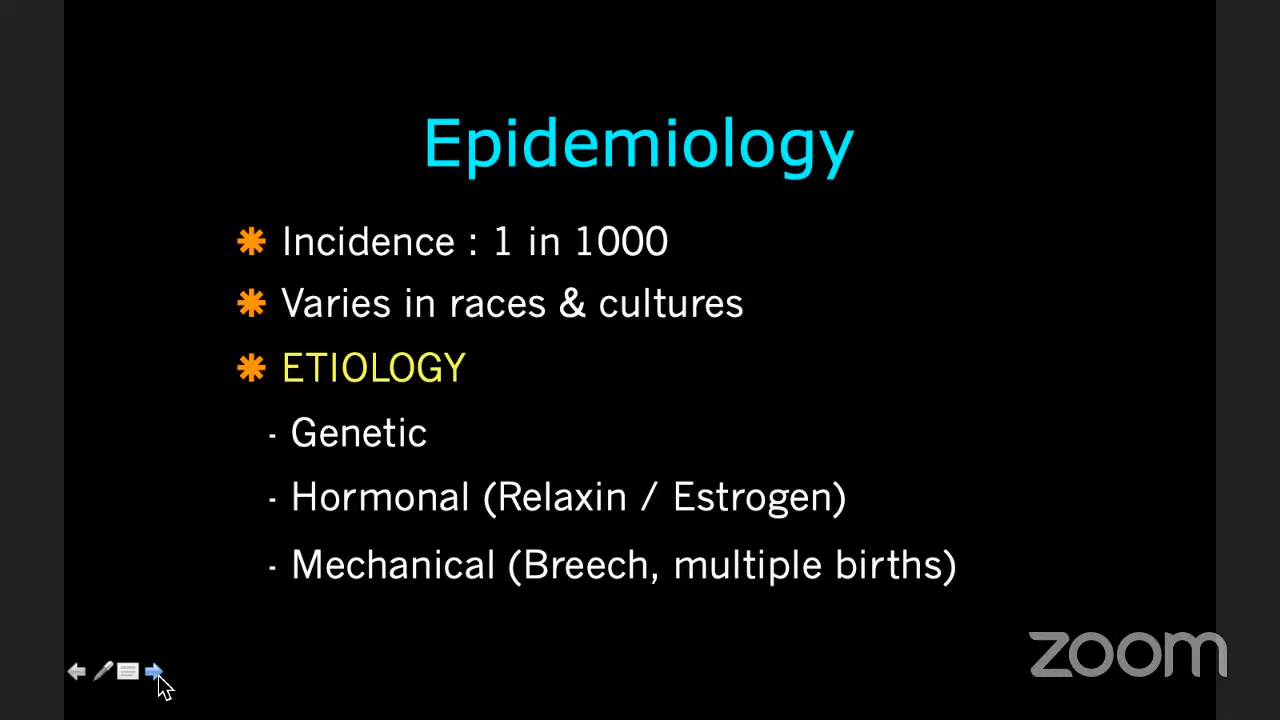 Epidemiology
Incidence : 1 in 1000
Varies in races & cultures
ETIOLOGY
- Genetic
- Hormonal (Relaxin / Estrogen)
- Mechanical (Breech, multiple births)
zoom